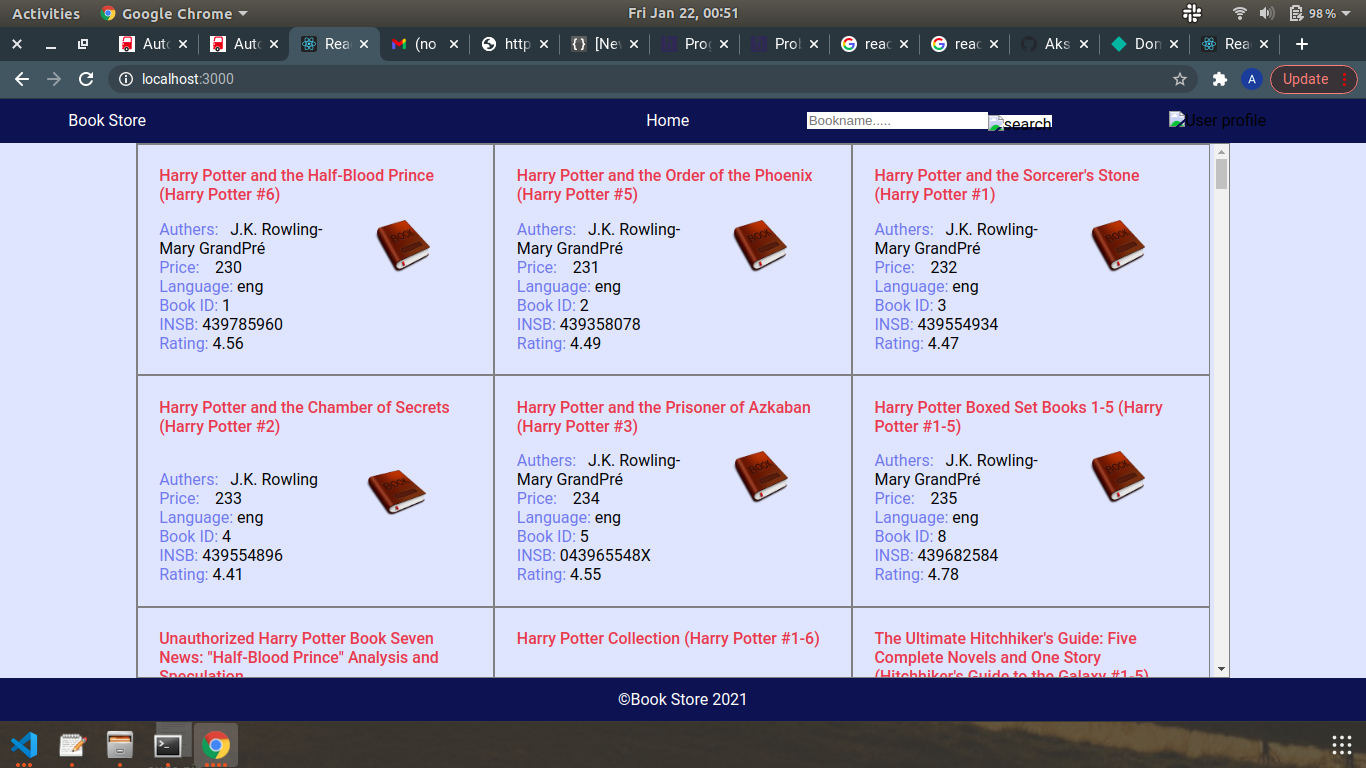 Activities Google Chrome Fri Jan 22, 00:51 98%
Auto Auto Rea (no http [Nev Prog Prob reac reac Aks Don Rea
localhost:3000 A Update
Book Store Home Bookname..... search User profile
Harry Potter and the Half-Blood Prince
(Harry Potter #6)
Authers: J.K. Rowling-
Mary GrandPré
Price: 230
Language: eng
Book ID: 1
INSB: 439785960
Rating: 4.56
Harry Potter and the Order of the Phoenix
(Harry Potter #5)
Authers: J.K. Rowling-
Mary GrandPré
Price: 231
Language: eng
Book ID: 2
INSB: 439358078
Rating: 4.49
Harry Potter and the Sorcerer's Stone
(Harry Potter #1)
Authers: J.K. Rowling-
Mary GrandPré
Price: 232
Language: eng
Book ID: 3
INSB: 439554934
Rating: 4.47
Harry Potter and the Chamber of Secrets
(Harry Potter #2)
Authers: J.K. Rowling
Price: 233
Language: eng
Book ID: 4
INSB: 439554896
Rating: 4.41
Harry Potter and the Prisoner of Azkaban
(Harry Potter #3)
Authers: J.K. Rowling-
Mary GrandPré
Price: 234
Language: eng
Book ID: 5
INSB: 043965548X
Rating: 4.55
Harry Potter Boxed Set Books 1-5 (Harry
Potter #1-5)
Authers: J.K. Rowling-
Mary GrandPré
Price: 235
Language: eng
Book ID: 8
INSB: 439682584
Rating: 4.78
Unauthorized Harry Potter Book Seven
News: "Half-Blood Prince" Analysis and
Speculation
Harry Potter Collection (Harry Potter #1-6)
The Ultimate Hitchhiker's Guide: Five
Complete Novels and One Story
(Hitchhiker's Guide to the Galaxy #1-5)
©Book Store 2021